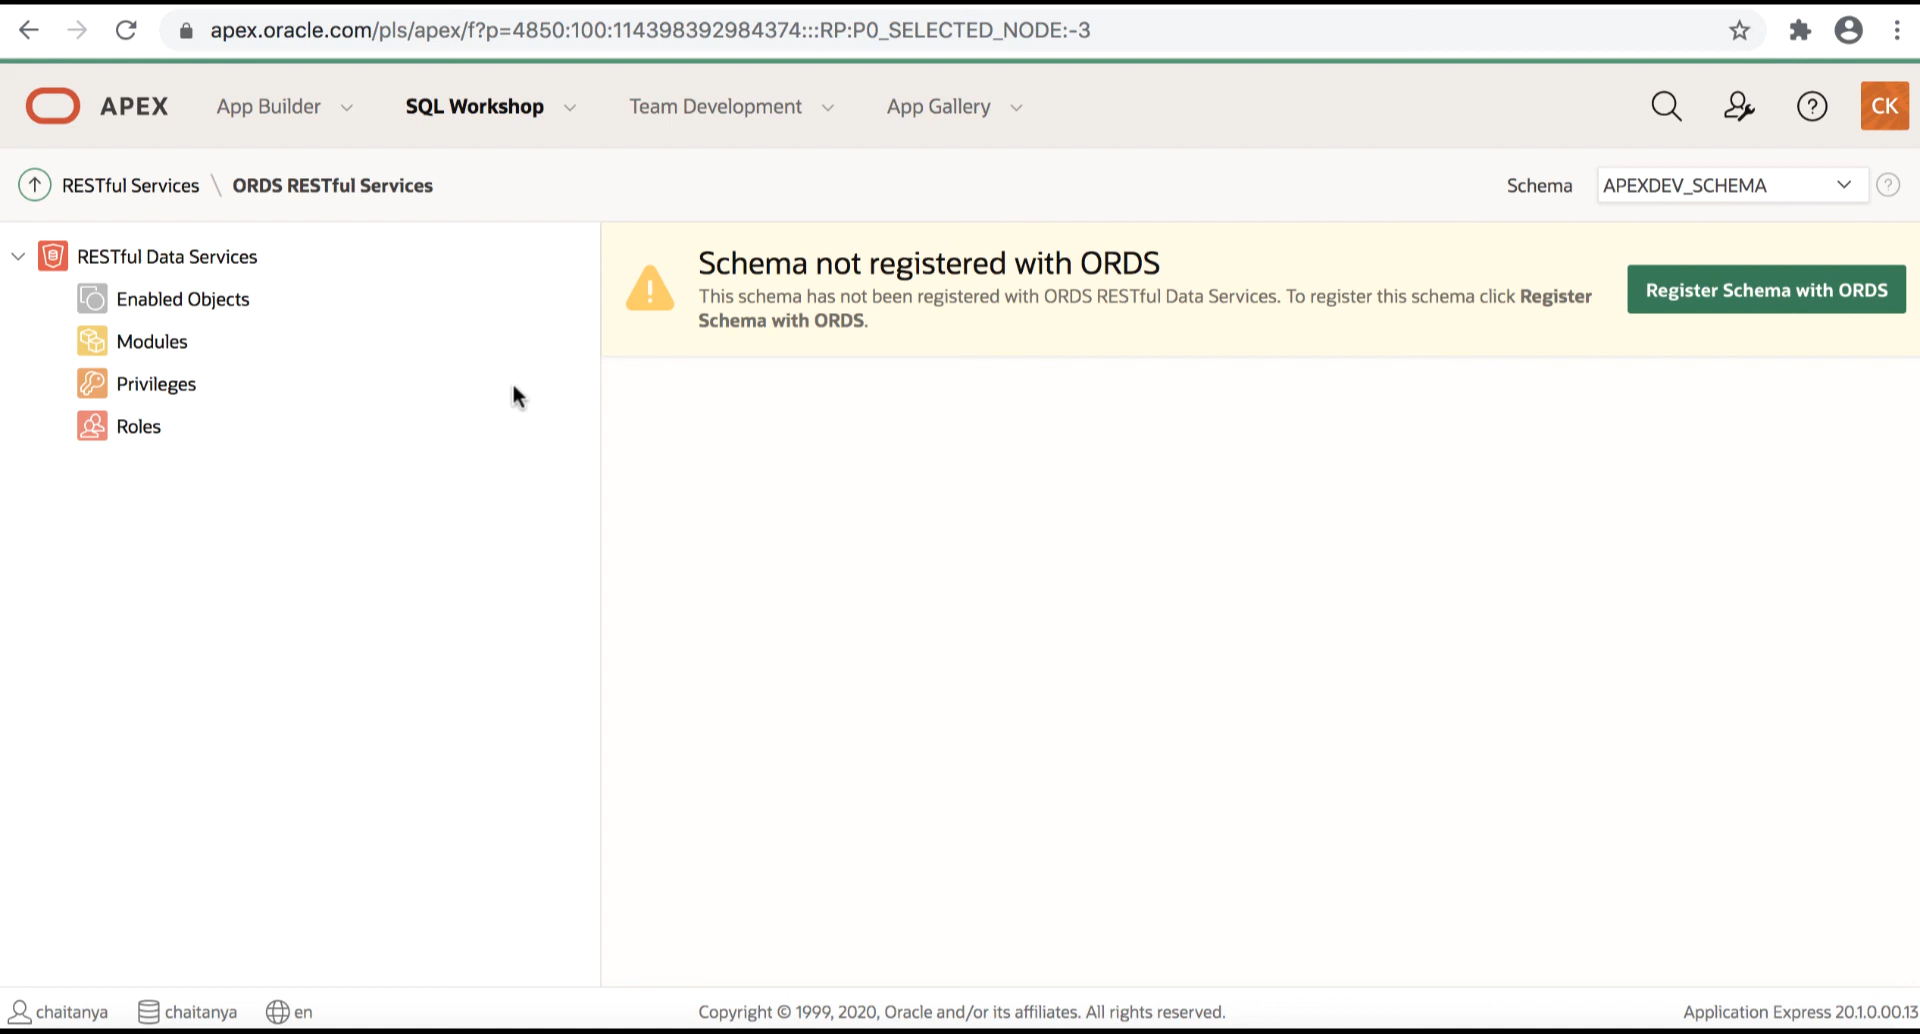 apex.oracle.com/pls/apex/f?p=4850:100:114398392984374:::RP:P0_SELECTED_NODE:-3
APEX App Builder SQL Workshop Team Development App Gallery CK
RESTful Services \ ORDS RESTful Services Schema APEXDEV_SCHEMA
RESTful Data Services
Enabled Objects
Modules
Privileges
Roles
Schema not registered with ORDS
This schema has not been registered with ORDS RESTful Data Services. To register this schema click Register
Schema with ORDS.
Register Schema with ORDS
chaitanya chaitanya en Copyright © 1999, 2020, Oracle and/or its affiliates. All rights reserved. Application Express 20.1.0.00.13